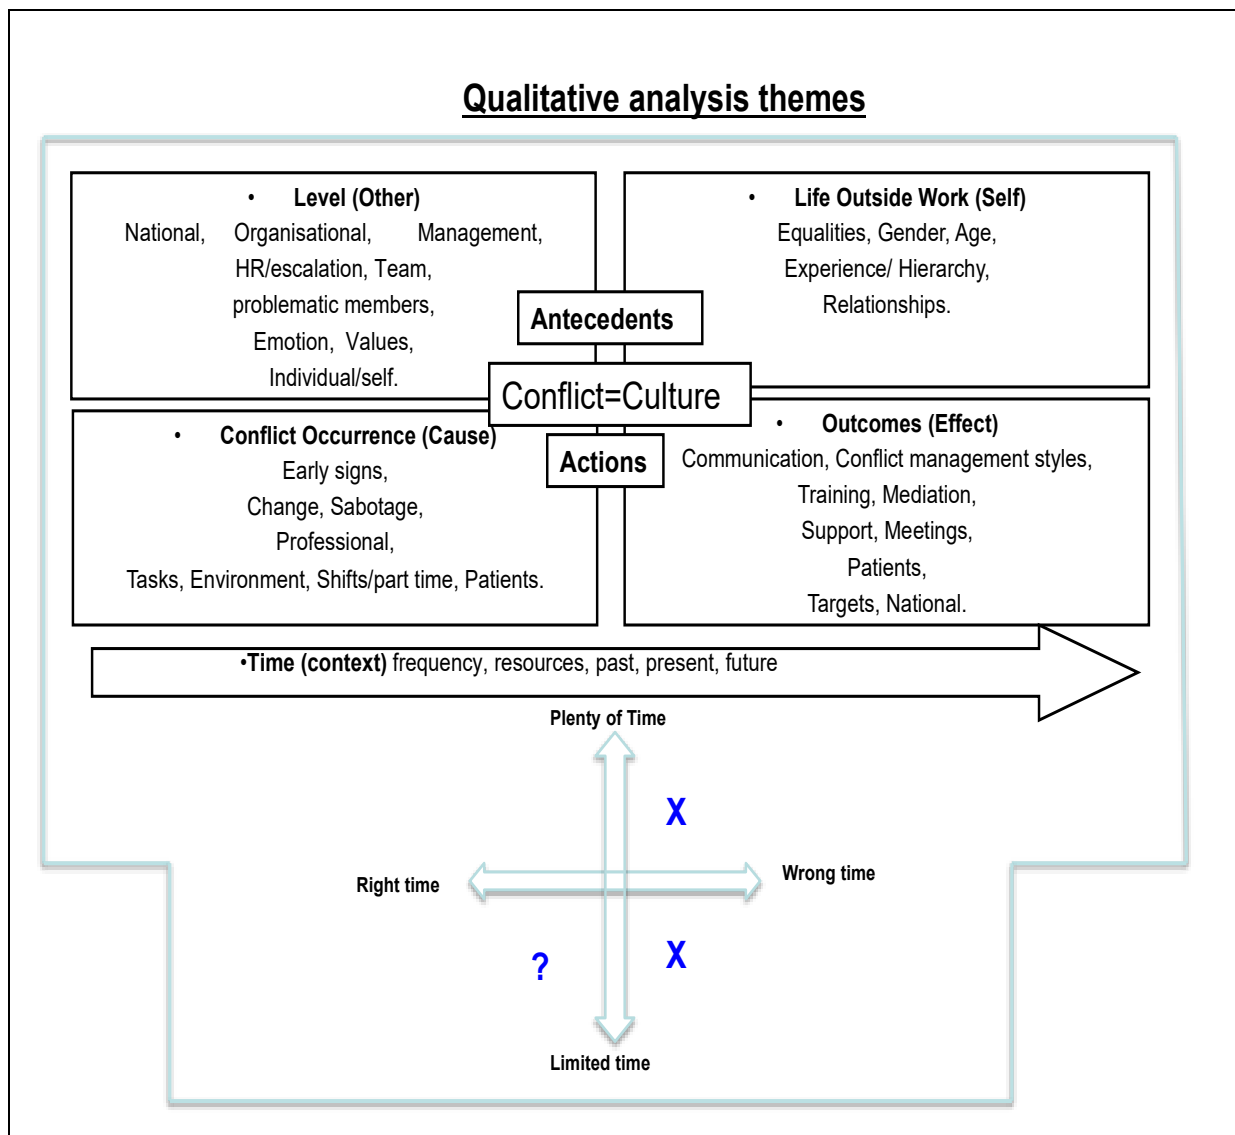 Qualitative analysis themes
• Level (Other)
National, Organisational, Management,
HR/escalation, Team,
problematic members,
Emotion, Values,
Individual/self.
• Life Outside Work (Self)
Equalities, Gender, Age,
Experience/ Hierarchy,
Relationships.
Antecedents
Conflict=Culture
Actions
• Conflict Occurrence (Cause)
Early signs,
Change, Sabotage,
Professional,
Tasks, Environment, Shifts/part time, Patients.
• Outcomes (Effect)
Communication, Conflict management styles,
Training, Mediation,
Support, Meetings,
Patients,
Targets, National.
•Time (context) frequency, resources, past, present, future
Plenty of Time
X
Right time
Wrong time
?
X
Limited time